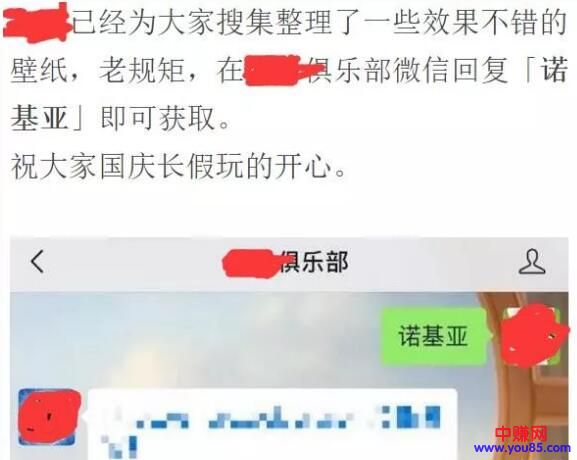 已经为大家搜集整理了一些效果不错的
壁纸，老规矩，在俱乐部微信回复「诺
基亚」即可获取。
祝大家国庆长假玩的开心。
俱乐部
诺基亚
中赚网
www.you85.com